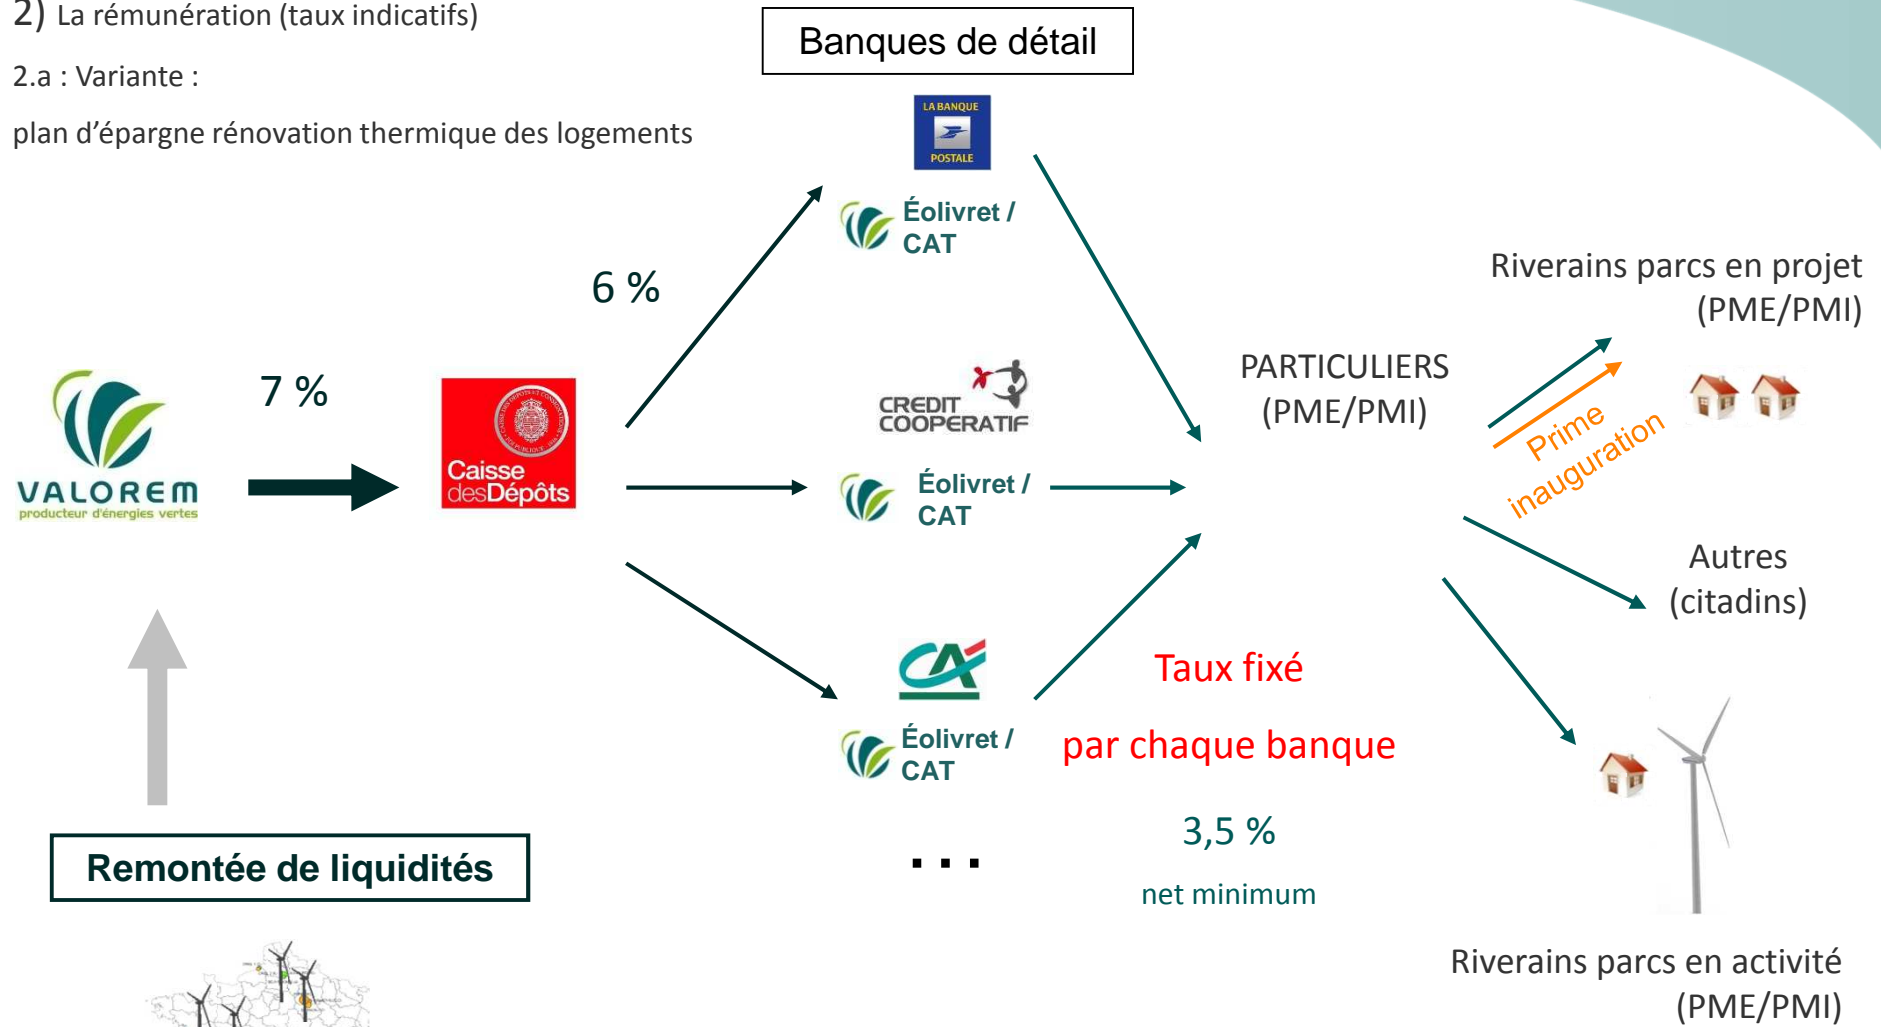 2) La rémunération (taux indicatifs)
2.a : Variante :
plan d'épargne rénovation thermique des logements
Banques de détail
LA BANQUE
POSTALE
Éolivret /
CAT
6 %
7 %
VALOREM
producteur d'énergies vertes
Caisse
desDépôts
CREDIT
COOPERATIF
Éolivret /
CAT
CA
Éolivret /
CAT
...
PARTICULIERS
(PME/PMI)
Taux fixé
par chaque banque
3,5 %
net minimum
Riverains parcs en projet
(PME/PMI)
Prime
inauguration
Autres
(citadins)
Riverains parcs en activité
(PME/PMI)
Remontée de liquidités